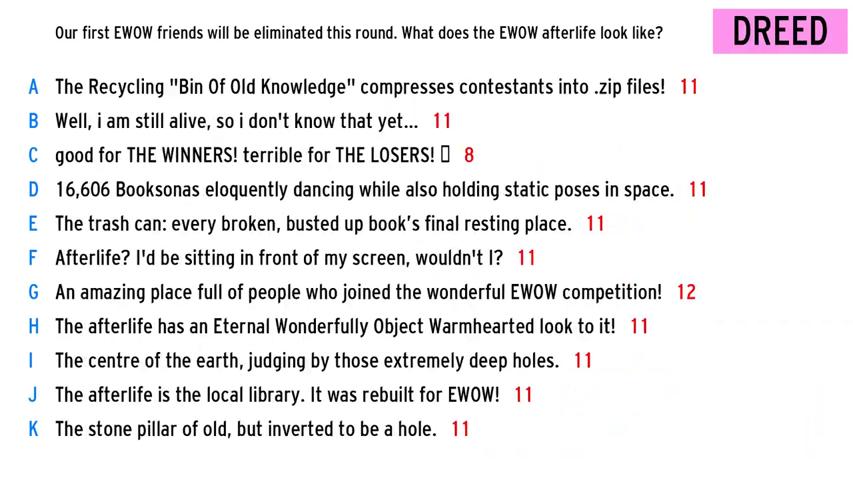 Our first EWOW friends will be eliminated this round. What does the EWOW afterlife look like? DREED
A The Recycling "Bin Of Old Knowledge" compresses contestants into .zip files! 11
B Well, i am still alive, so i don't know that yet... 11
C good for THE WINNERS! terrible for THE LOSERS! 8
D 16,606 Booksonas eloquently dancing while also holding static poses in space. 11
E The trash can: every broken, busted up book’s final resting place. 11
F Afterlife? I'd be sitting in front of my screen, wouldn't I? 11
G An amazing place full of people who joined the wonderful EWOW competition! 12
H The afterlife has an Eternal Wonderfully Object Warmhearted look to it! 11
I The centre of the earth, judging by those extremely deep holes. 11
J The afterlife is the local library. It was rebuilt for EWOW! 11
K The stone pillar of old, but inverted to be a hole. 11